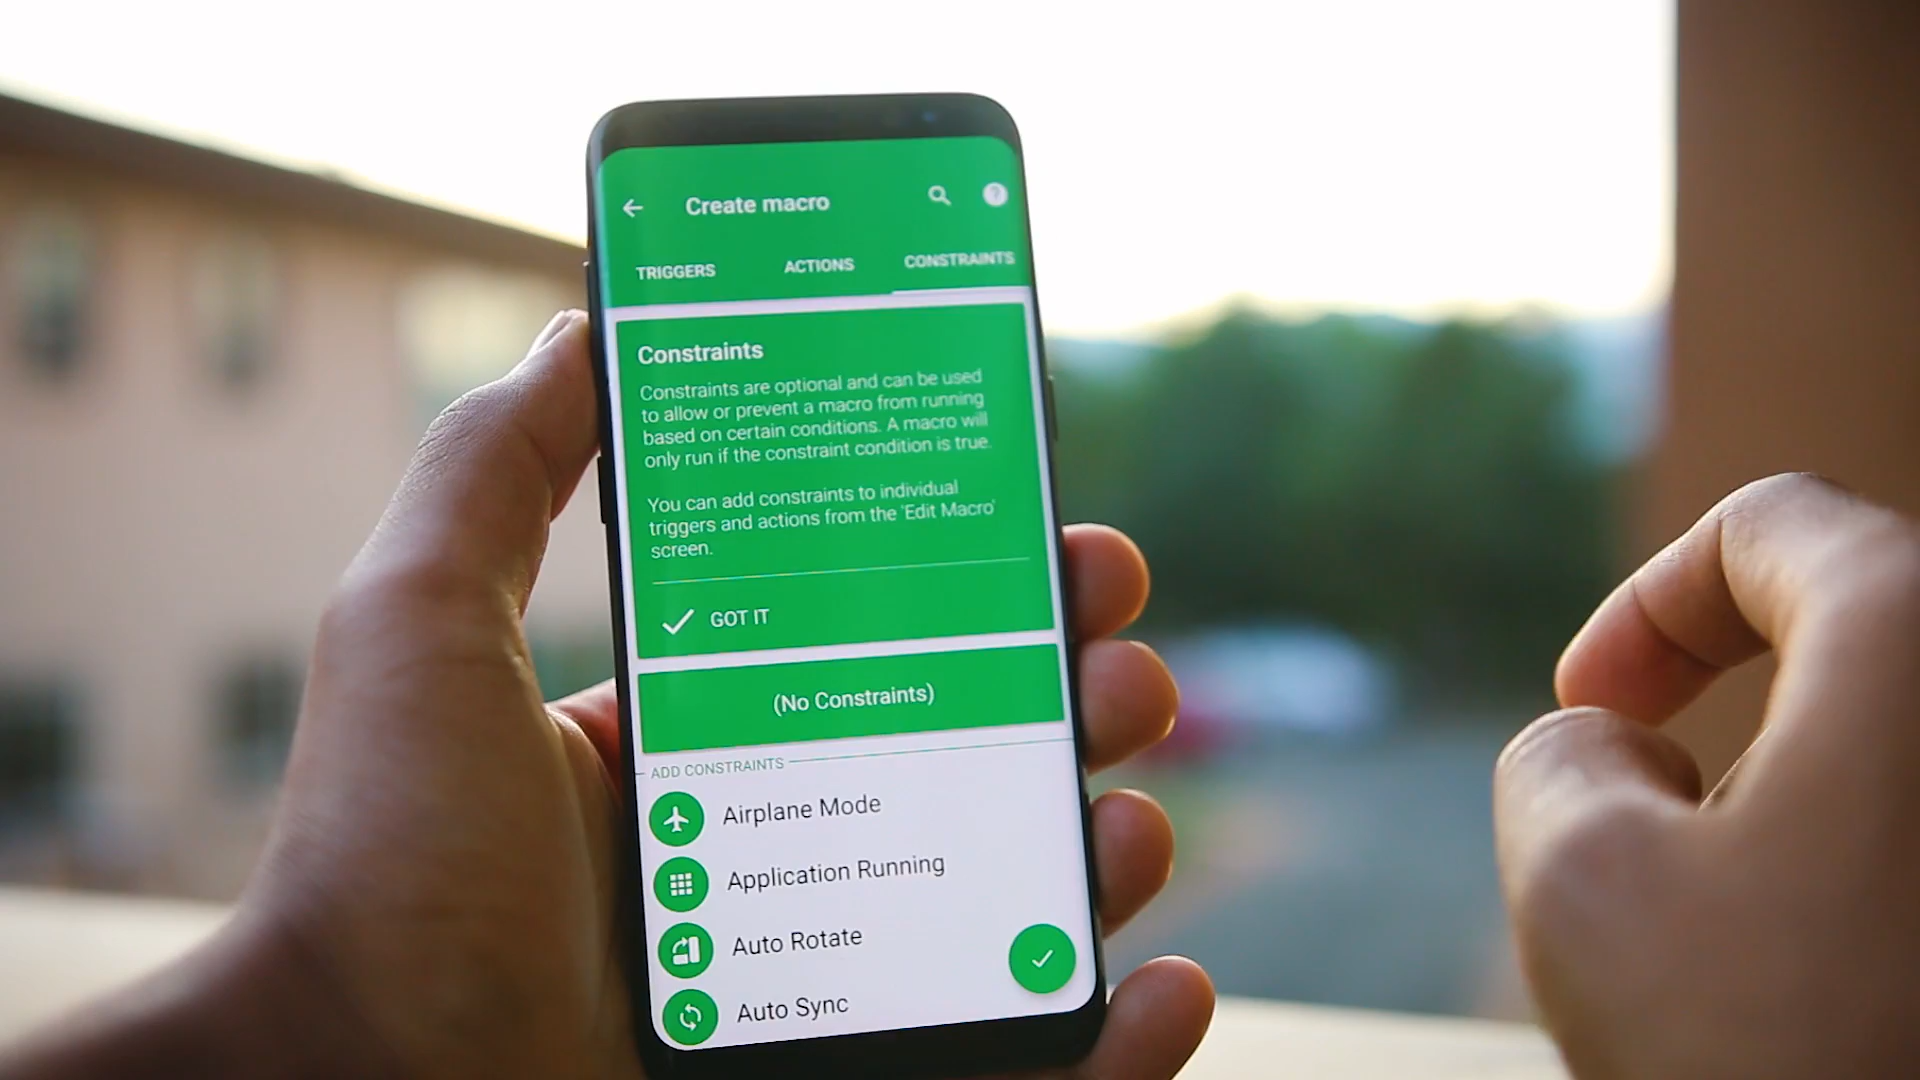 Create macro
?
TRIGGERS ACTIONS CONSTRAINTS
Constraints
Constraints are optional and can be used
to allow or prevent a macro from running
based on certain conditions. A macro will
only run if the constraint condition is true.
You can add constraints to individual
triggers and actions from the 'Edit Macro'
screen.
GOT IT
(No Constraints)
ADD CONSTRAINTS
Airplane Mode
Application Running
Auto Rotate
Auto Sync